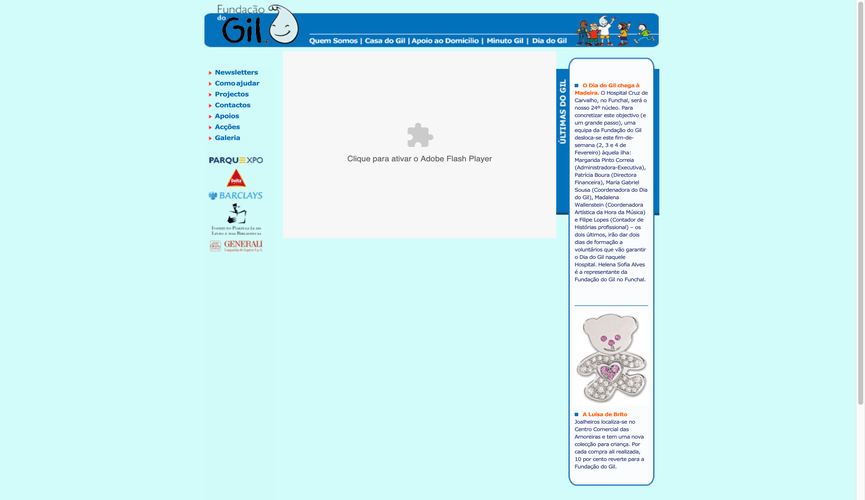 Fundação
do
Gil
Quem Somos | Casa do Gil | Apoio ao Domicílio | Minuto Gil | Dia do Gil
Newsletters
Como ajudar
Projectos
Contactos
Apoios
Acções
Galeria
PARQUE EXPO
Delta
BARCLAYS
GENERALI
Clique para ativar o Adobe Flash Player
ÚLTIMAS DO GIL
O Dia do Gil chega à
Madeira. O Hospital Cruz de
Carvalho, no Funchal, será o
nosso 24º núcleo. Para
concretizar este objectivo (e
um grande passo), uma
equipa da Fundação do Gil
desloca-se este fim-de-
semana (2, 3 e 4 de
Fevereiro) àquela ilha:
Margarida Pinto Correia
(Administradora-Executiva),
Patrícia Boura (Directora
Financeira), Maria Gabriel
Sousa (Coordenadora do Dia
do Gil), Madalena
Wallenstein (Coordenadora
Artística da Hora da Música)
e Filipe Lopes (Contador de
Histórias profissional) – os
dois últimos, irão dar dois
dias de formação a
voluntários que vão garantir
o Dia do Gil naquele
Hospital. Helena Sofia Alves
é a representante da
Fundação do Gil no Funchal.
A Luisa de Brito
Joalheiros localiza-se no
Centro Comercial das
Amoreiras e tem uma nova
colecção para criança. Por
cada compra ali realizada,
10 por cento reverte para a
Fundação do Gil.